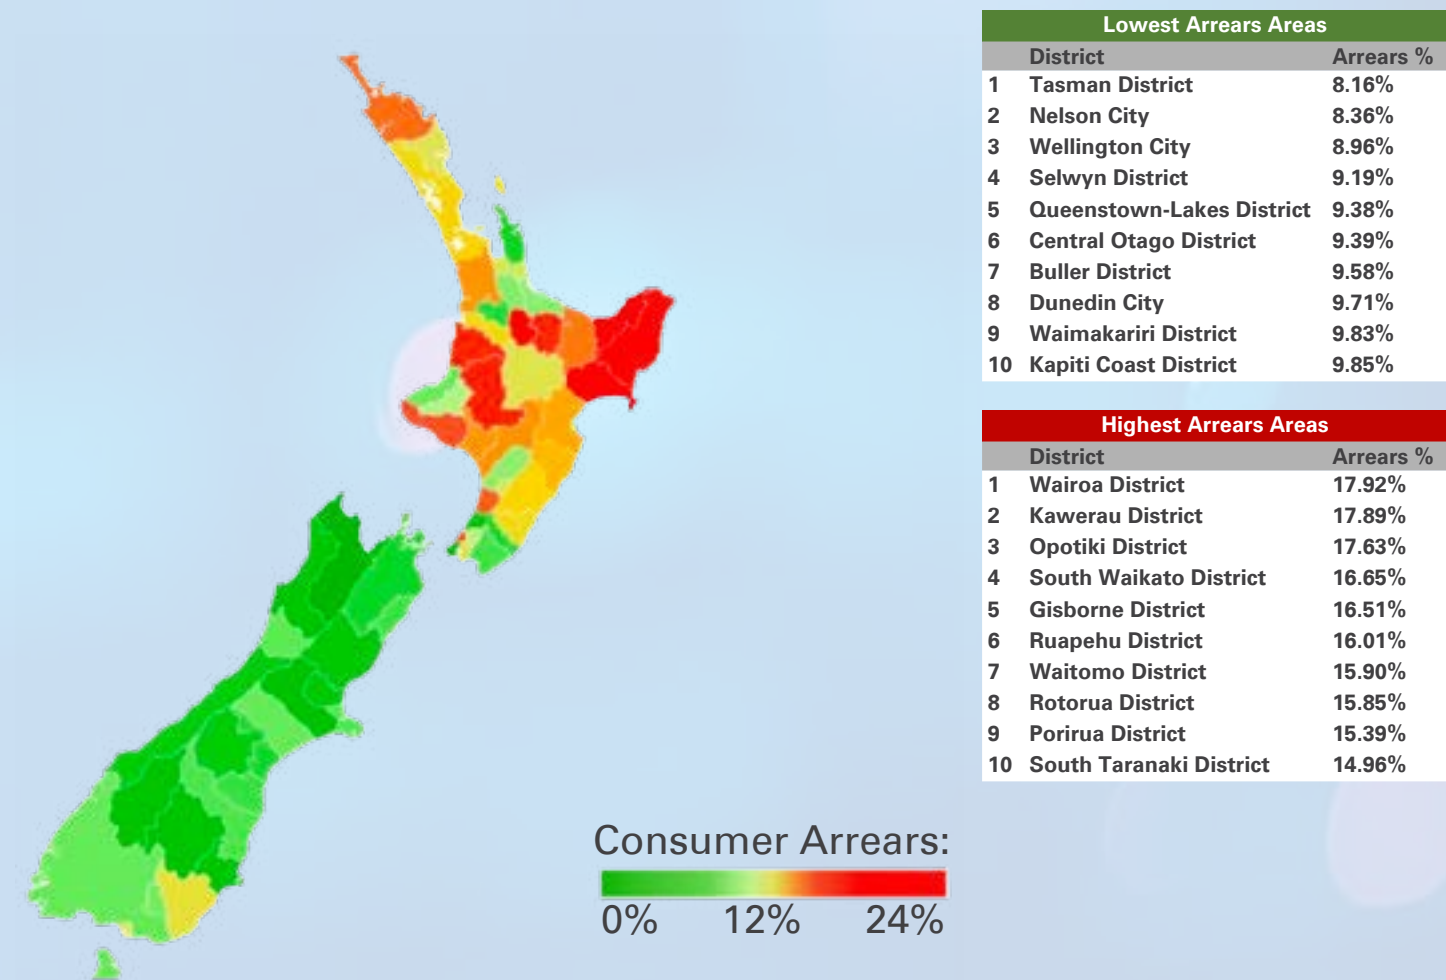 Lowest Arrears Areas
District Arrears %
1 Tasman District 8.16%
2 Nelson City 8.36%
3 Wellington City 8.96%
4 Selwyn District 9.19%
5 Queenstown-Lakes District 9.38%
6 Central Otago District 9.39%
7 Buller District 9.58%
8 Dunedin City 9.71%
9 Waimakariri District 9.83%
10 Kapiti Coast District 9.85%
Highest Arrears Areas
District Arrears %
1 Wairoa District 17.92%
2 Kawerau District 17.89%
3 Opotiki District 17.63%
4 South Waikato District 16.65%
5 Gisborne District 16.51%
6 Ruapehu District 16.01%
7 Waitomo District 15.90%
8 Rotorua District 15.85%
9 Porirua District 15.39%
10 South Taranaki District 14.96%
Consumer Arrears:
0% 12% 24%